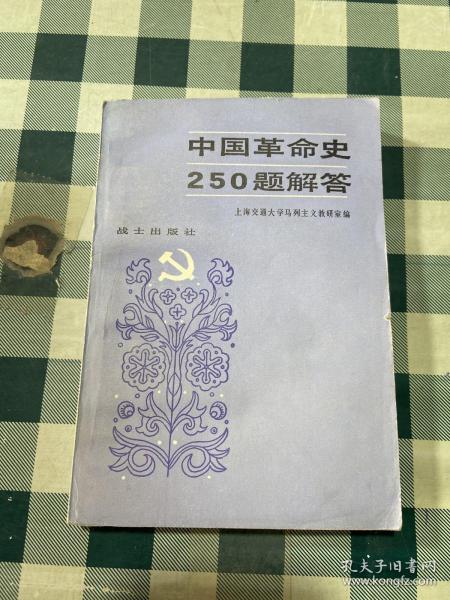 中国革命史
250题解答
上海交通大学马列主义教研室编
战士出版社
孔夫子旧书网
www.kongfz.com